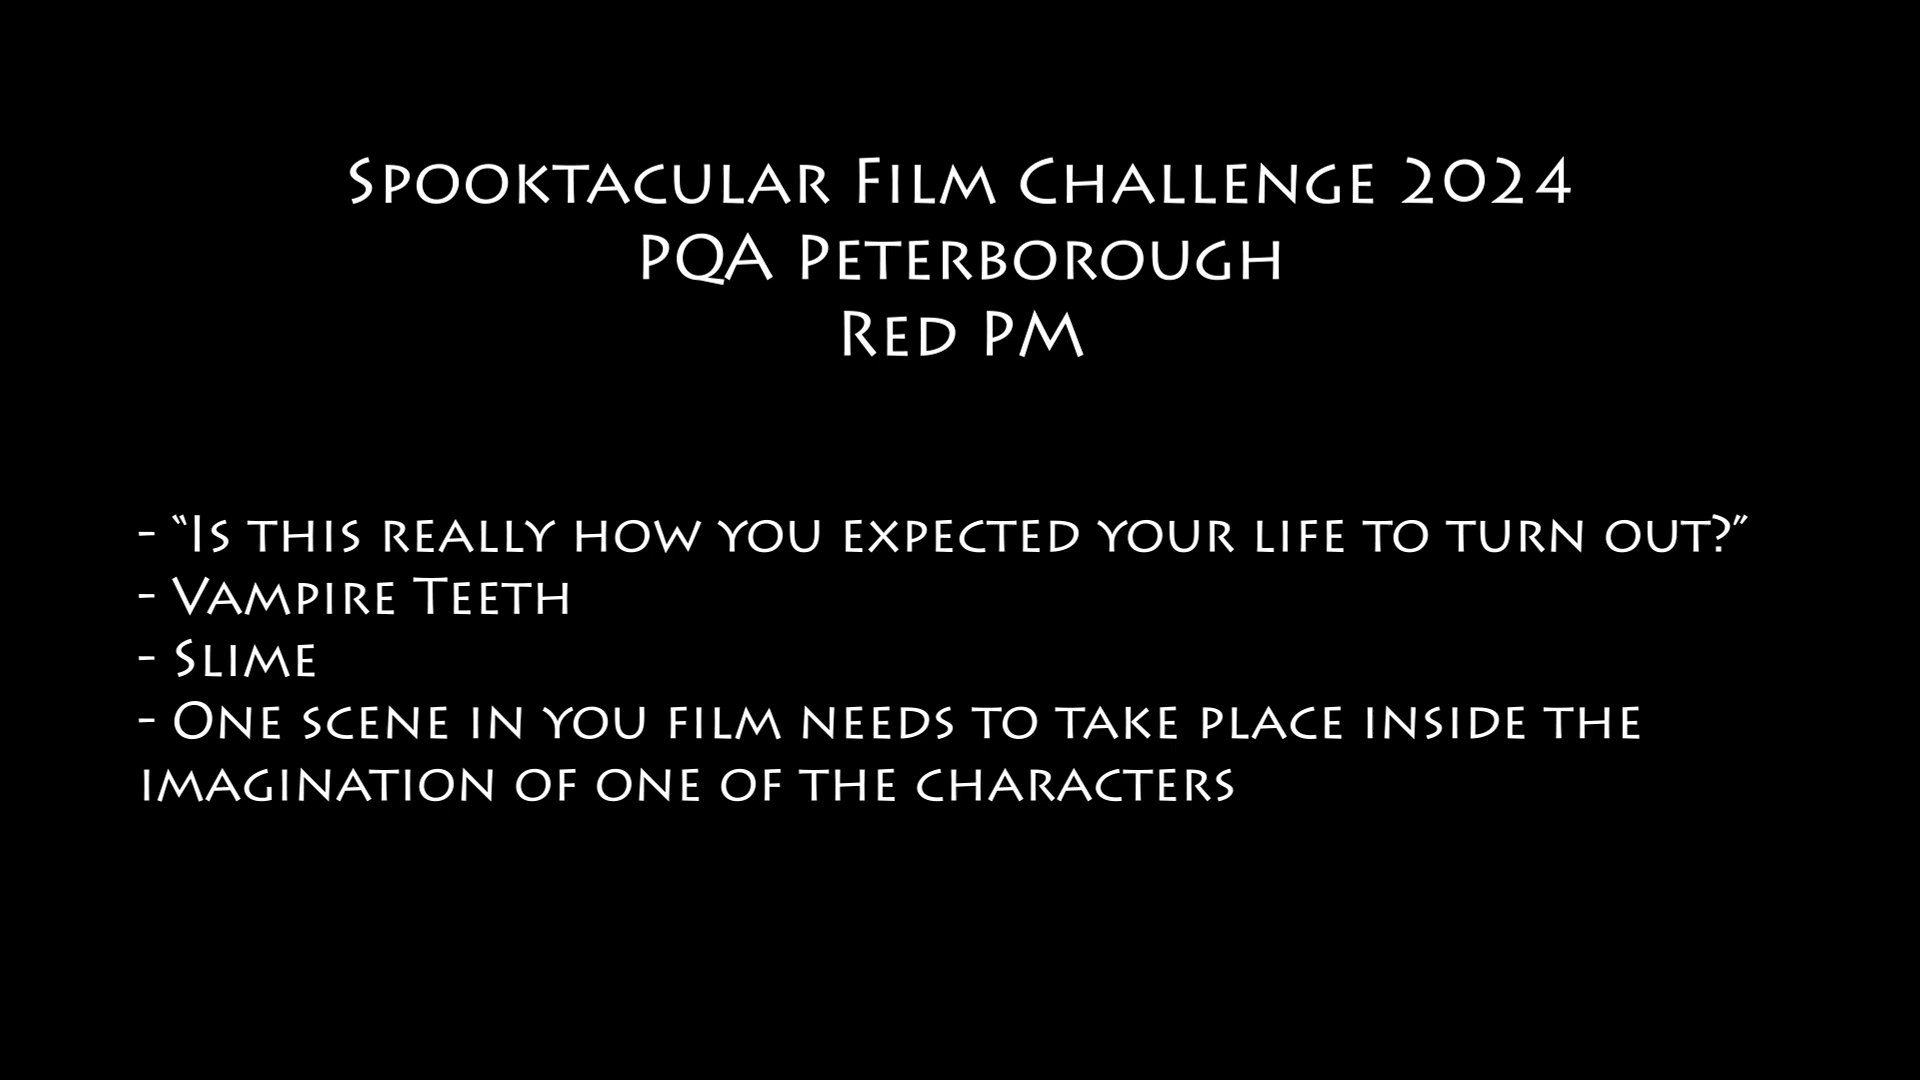 Spooktacular Film Challenge 2024
PQA Peterborough
Red PM
- “Is this really how you expected your life to turn out?”
- Vampire Teeth
- Slime
- One scene in you film needs to take place inside the
imagination of one of the characters